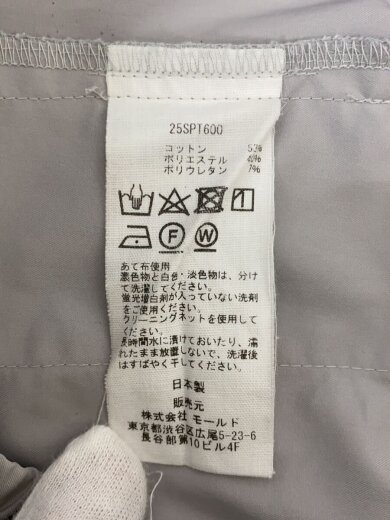 25SPT600
コットン 53%
ポリエステル 40%
ポリウレタン 7%
F W
あて布使用
濃色物と白色・淡色物は、分け
て洗濯してください。
蛍光増白剤が入っていない洗剤
をご使用ください。
クリーニングネットを使用して
ください。
長時間水に漬けておいたり、濡
れたまま放置しないで、洗濯後
はすばやく干してください。
日本製
販売元
株式会社 モールド
東京都渋谷区広尾5-23-6
長谷部第10ビル4F